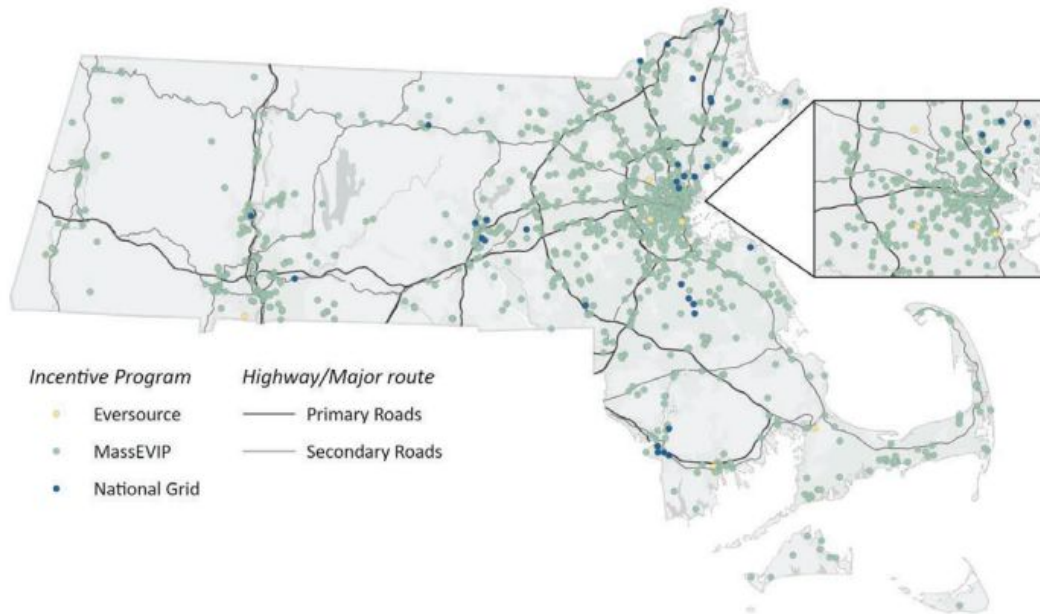 Incentive Program
Eversource
MassEVIP
National Grid
Highway/Major route
Primary Roads
Secondary Roads